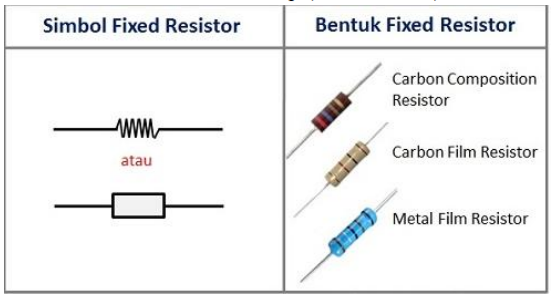 Simbol Fixed Resistor
Bentuk Fixed Resistor
atau
Carbon Composition
Resistor
Carbon Film Resistor
Metal Film Resistor